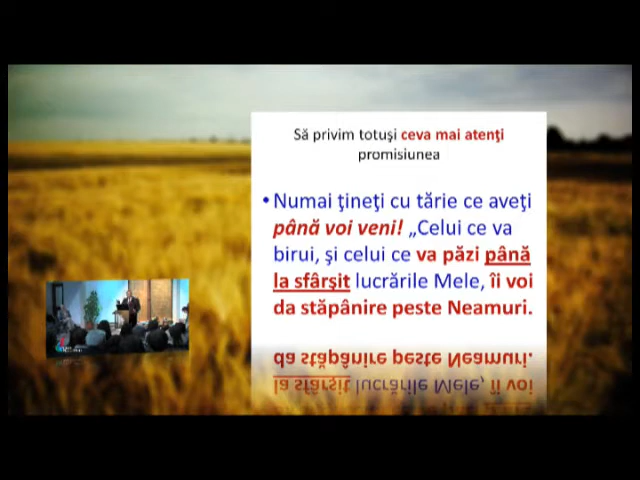 Să privim totuşi ceva mai atenţi
promisiunea
• Numai ţineţi cu tărie ce aveţi
până voi veni! „Celui ce va
birui, şi celui ce va păzi până
la sfârşit lucrările Mele, îi voi
da stăpânire peste Neamuri.